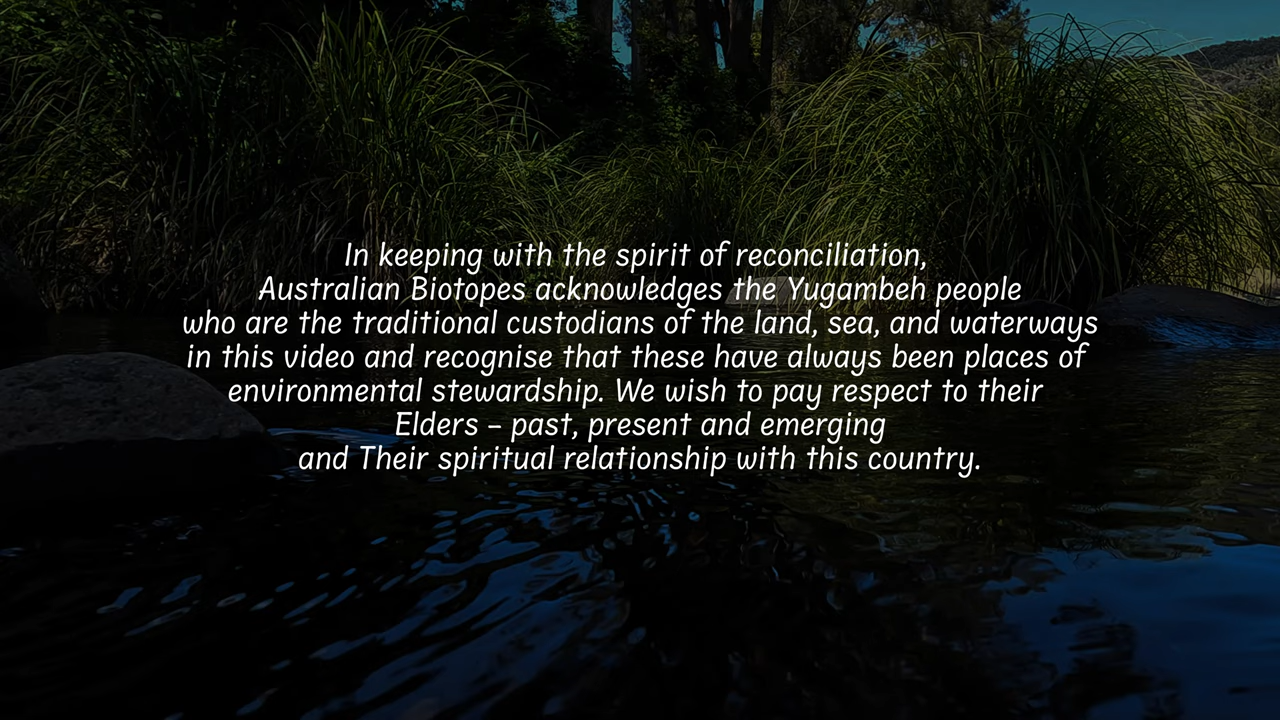 In keeping with the spirit of reconciliation,
Australian Biotopes acknowledges the Yugambeh people
who are the traditional custodians of the land, sea, and waterways
in this video and recognise that these have always been places of
environmental stewardship. We wish to pay respect to their
Elders – past, present and emerging
and Their spiritual relationship with this country.